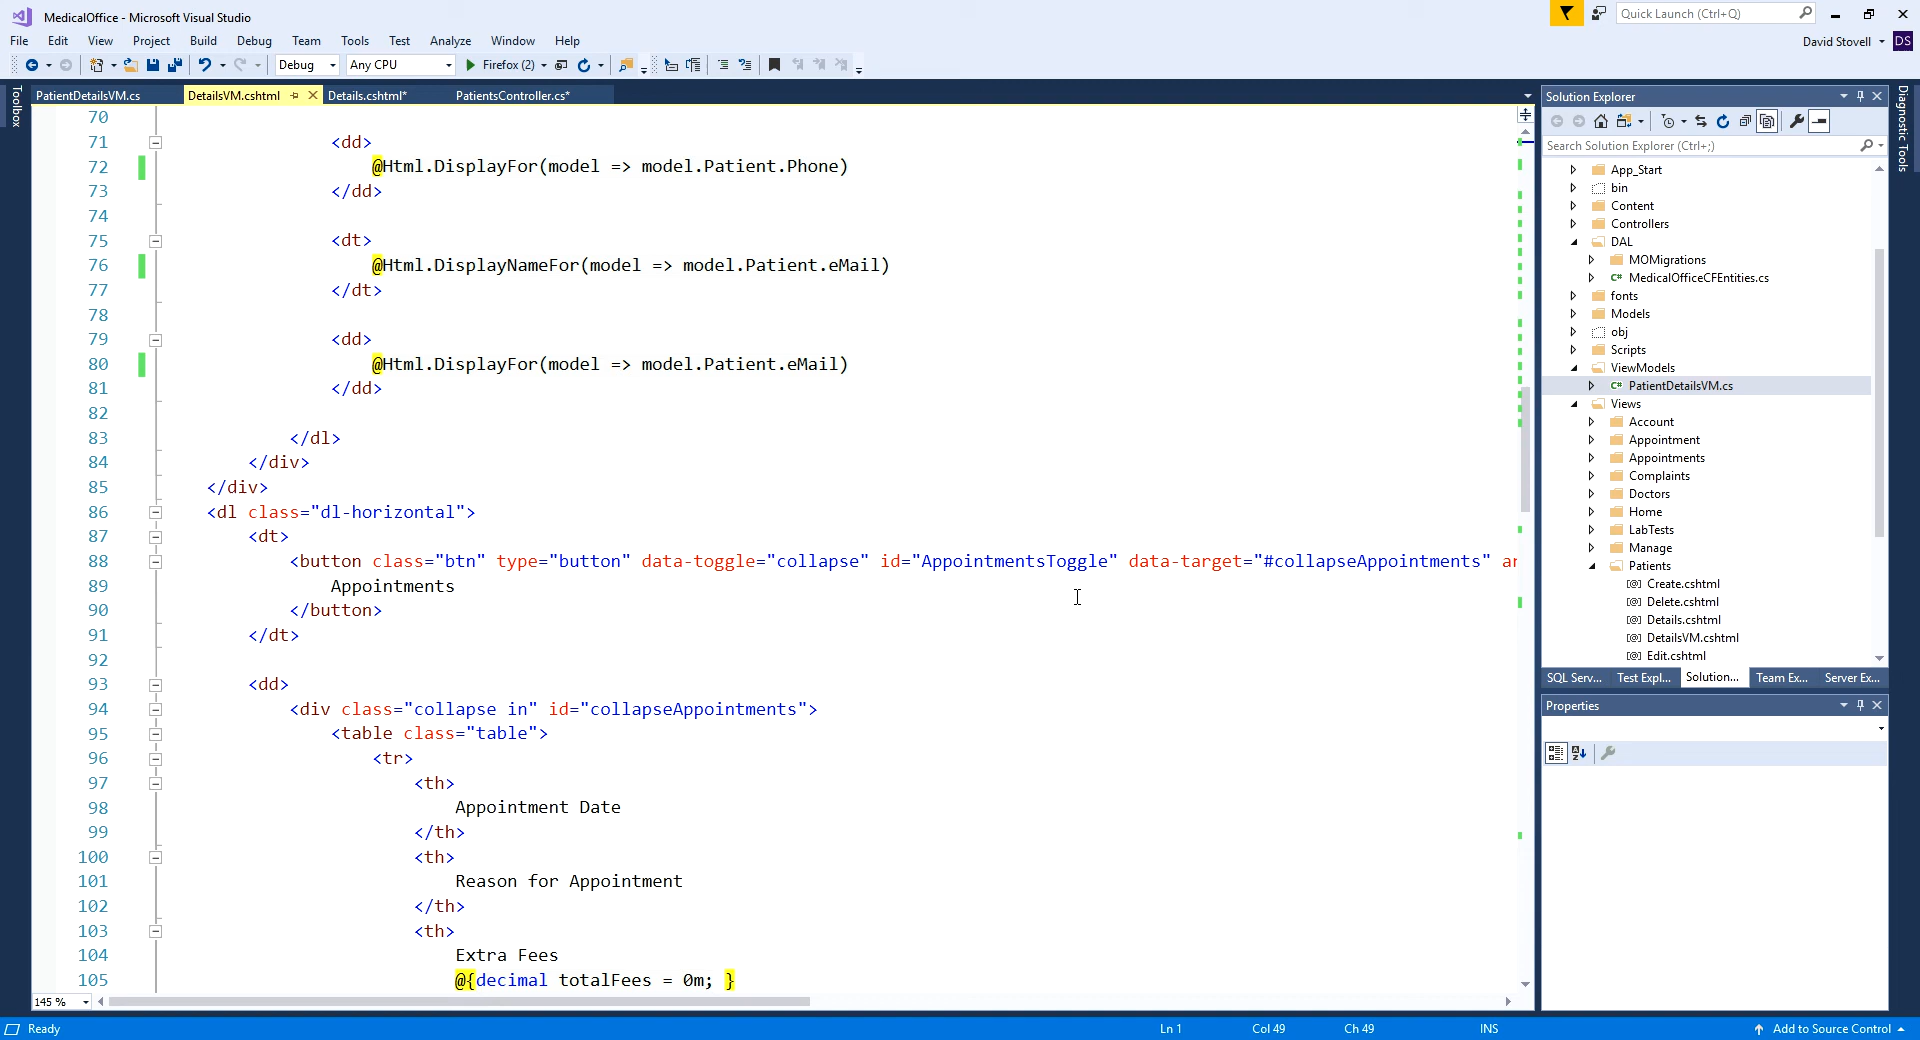 MedicalOffice - Microsoft Visual Studio
Quick Launch (Ctrl+Q)
File Edit View Project Build Debug Team Tools Test Analyze Window Help
David Stovell DS
Debug Any CPU Firefox (2)
Toolbox
PatientDetailsVM.cs DetailsVM.cshtml Details.cshtml* PatientsController.cs*
70
71 <dd>
72 @Html.DisplayFor(model => model.Patient.Phone)
73 </dd>
74
75 <dt>
76 @Html.DisplayNameFor(model => model.Patient.eMail)
77 </dt>
78
79 <dd>
80 @Html.DisplayFor(model => model.Patient.eMail)
81 </dd>
82
83 </dl>
84 </div>
85 </div>
86 <dl class="dl-horizontal">
87 <dt>
88 <button class="btn" type="button" data-toggle="collapse" id="AppointmentsToggle" data-target="#collapseAppointments" ar
89 Appointments
90 </button>
91 </dt>
92
93 <dd>
94 <div class="collapse in" id="collapseAppointments">
95 <table class="table">
96 <tr>
97 <th>
98 Appointment Date
99 </th>
100 <th>
101 Reason for Appointment
102 </th>
103 <th>
104 Extra Fees
105 @{decimal totalFees = 0m; }
145 %
Solution Explorer
Search Solution Explorer (Ctrl+;)
App_Start
bin
Content
Controllers
DAL
MOMigrations
C# MedicalOfficeCFEntities.cs
fonts
Models
obj
Scripts
ViewModels
C# PatientDetailsVM.cs
Views
Account
Appointment
Appointments
Complaints
Doctors
Home
LabTests
Manage
Patients
[@] Create.cshtml
[@] Delete.cshtml
[@] Details.cshtml
[@] DetailsVM.cshtml
[@] Edit.cshtml
SQL Serv... Test Expl... Solution... Team Ex... Server Ex...
Properties
Diagnostic Tools
Ready Ln 1 Col 49 Ch 49 INS Add to Source Control